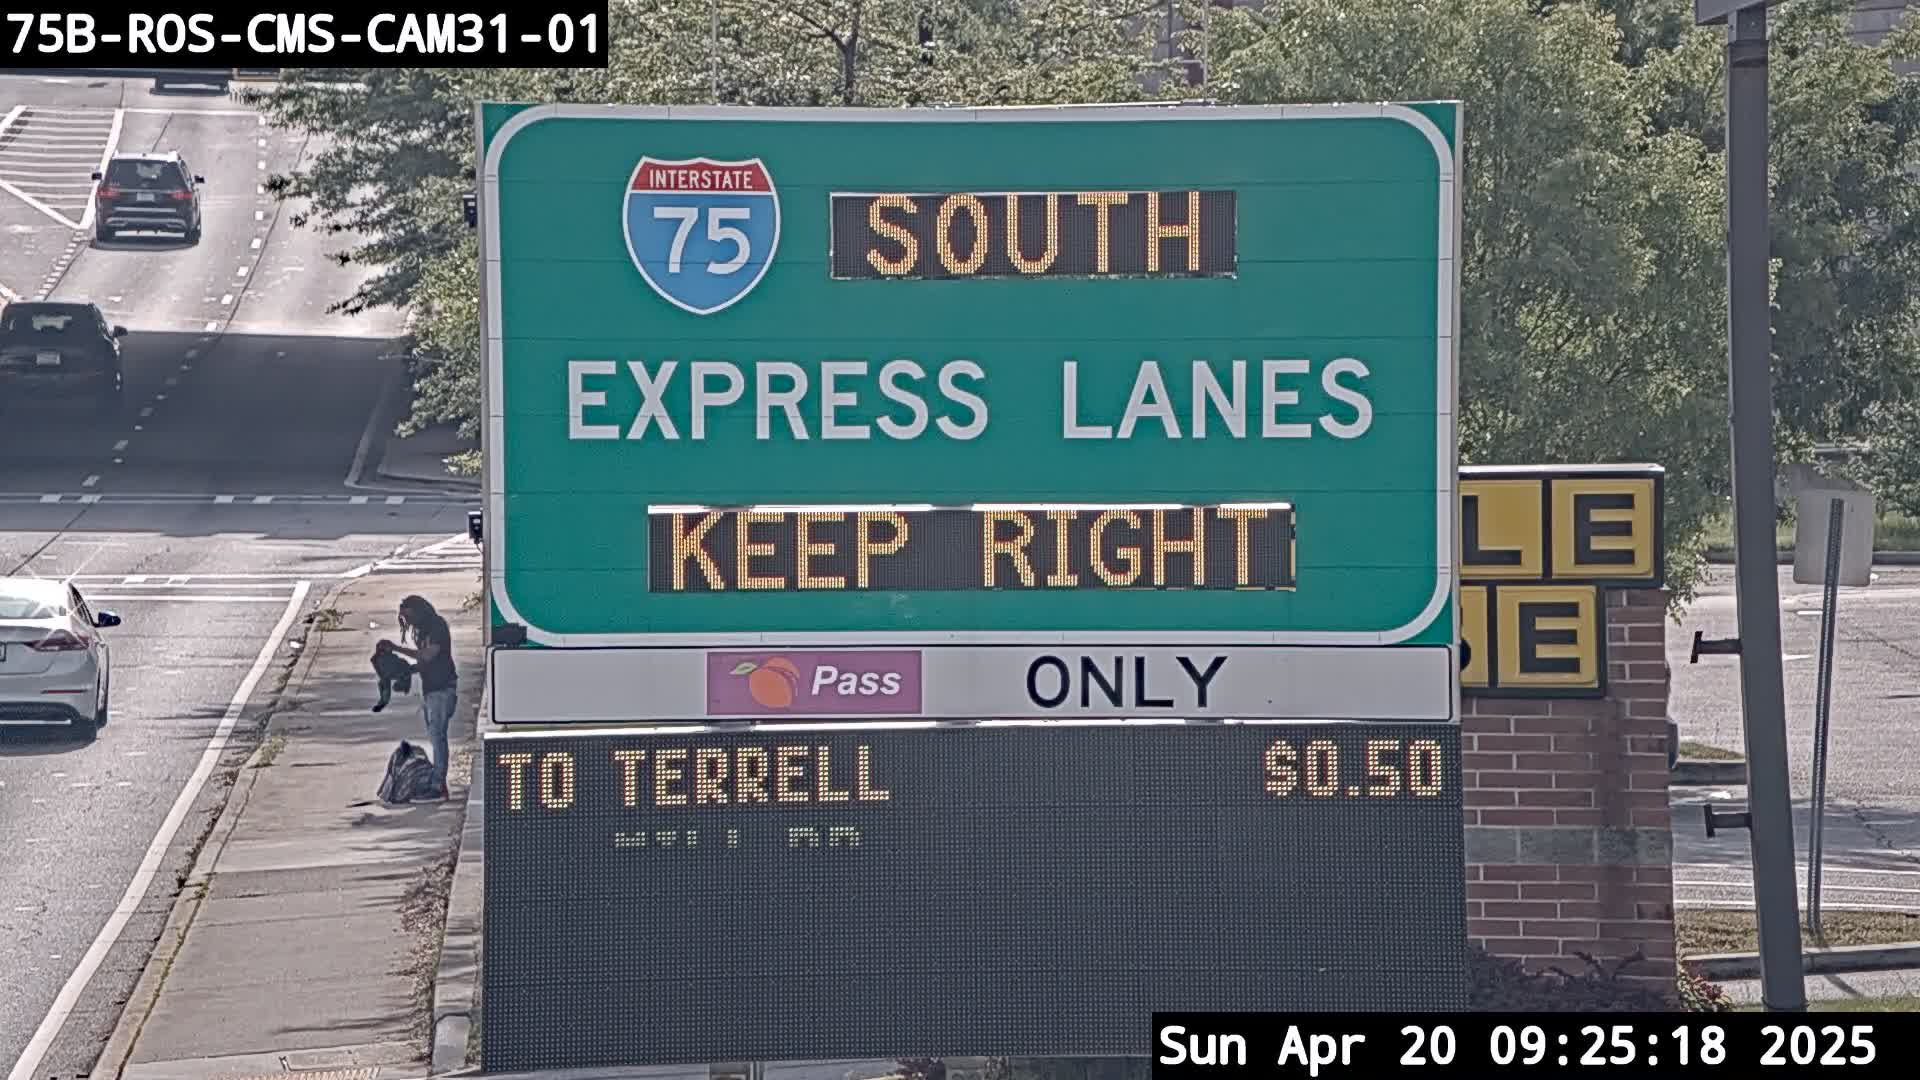 75B-ROS-CMS-CAM31-01
INTERSTATE
75
SOUTH
EXPRESS LANES
KEEP RIGHT
LE
E
Pass ONLY
TO TERRELL $0.50
Sun Apr 20 09:25:18 2025